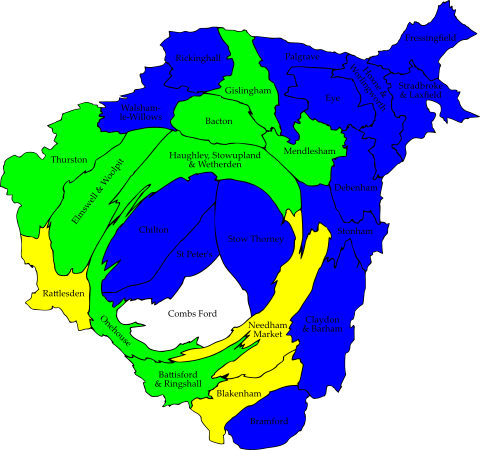 Fressingfield
Rickinghall
Palgrave
Stradbroke
& Laxfield
Gislingham
Eye
Walsham-
le-Willows
Bacton
Mendlesham
Thurston
Haughley, Stowupland
& Wetherden
Elmswell & Woolpit
Debenham
Chilton
Stow Thorney
Framsham
St Peter's
Rattlesden
Combs Ford
Onehouse
Needham
Market
Claydon
& Barham
Battisford
& Ringshall
Blakenham
Bramford